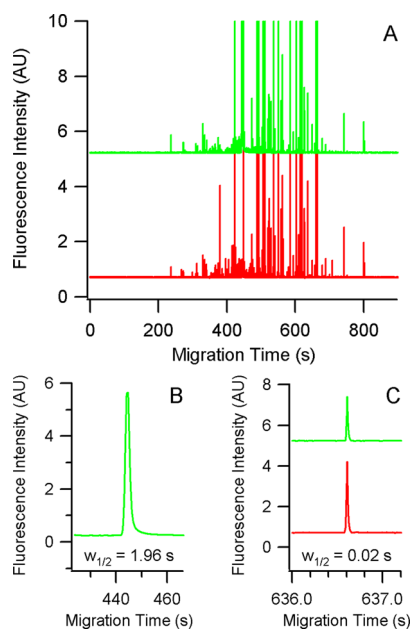 A
Fluorescence Intensity (AU)
10
8
6
4
2
0
0 200 400 600 800
Migration Time (s)
B
Fluorescence Intensity (AU)
6
4
2
0
w1/2 = 1.96 s
440 460
Migration Time (s)
C
Fluorescence Intensity (AU)
8
6
4
2
0
w1/2 = 0.02 s
636.0 637.0
Migration Time (s)